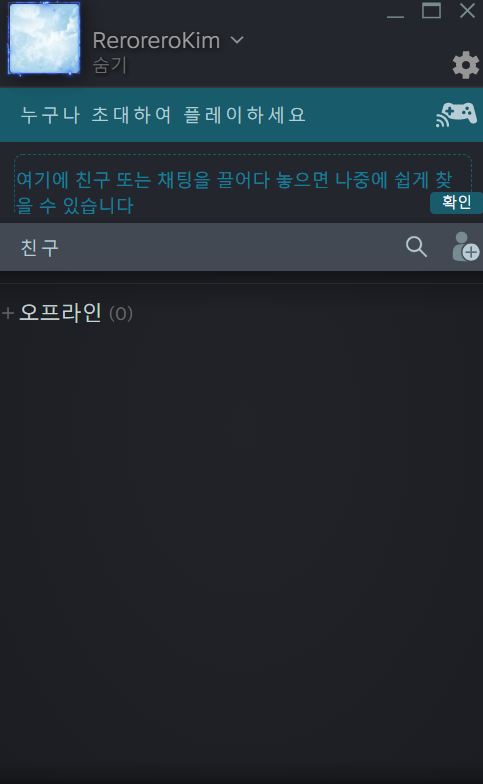 ReroreroKim
숨기
누구나 초대하여 플레이하세요
여기에 친구 또는 채팅을 끌어다 놓으면 나중에 쉽게 찾
을 수 있습니다
확인
친구
+ 오프라인 (0)